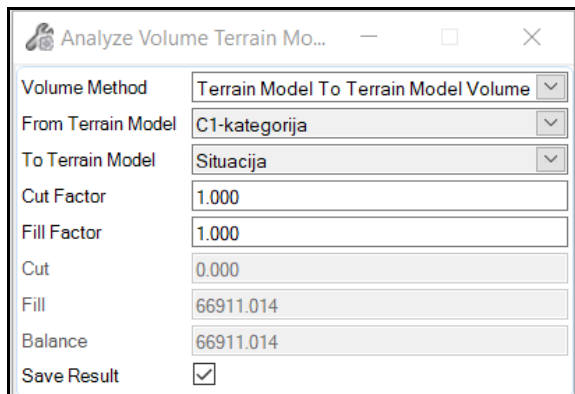 Analyze Volume Terrain Mo...
Volume Method Terrain Model To Terrain Model Volume
From Terrain Model C1-kategorija
To Terrain Model Situacija
Cut Factor 1.000
Fill Factor 1.000
Cut 0.000
Fill 66911.014
Balance 66911.014
Save Result